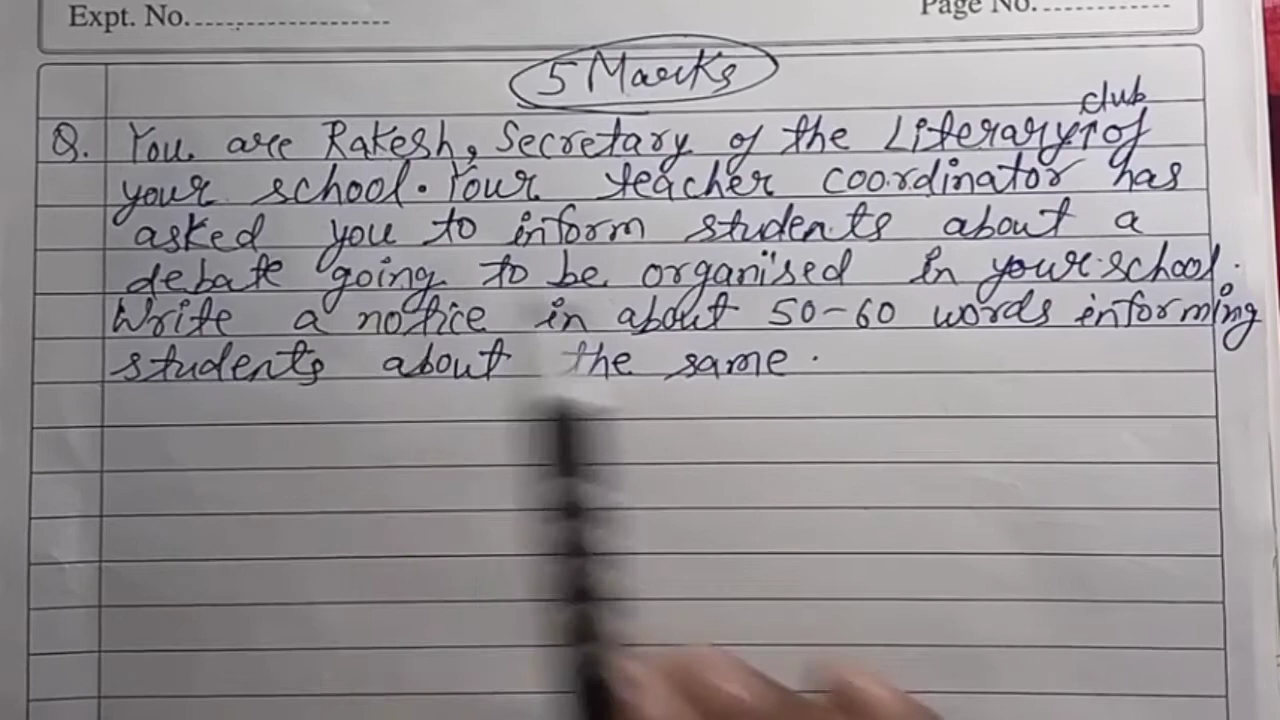 Expt. No.
Page No.
5 Marks
club
Q. You are Rakesh, Secretary of the Literary of
your school. Your teacher coordinator has
asked you to inform students about a
debate going to be organised in your school.
Write a notice in about 50-60 words informing
students about the same.